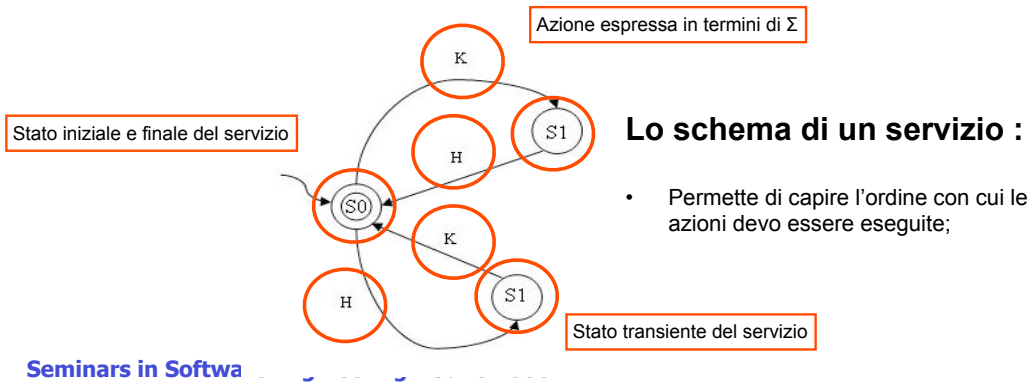 Azione espressa in termini di Σ
K
Stato iniziale e finale del servizio
S1
Lo schema di un servizio :
H
• Permette di capire l'ordine con cui le
azioni devo essere eseguite;
S0
K
S1
H
Stato transiente del servizio
Seminars in